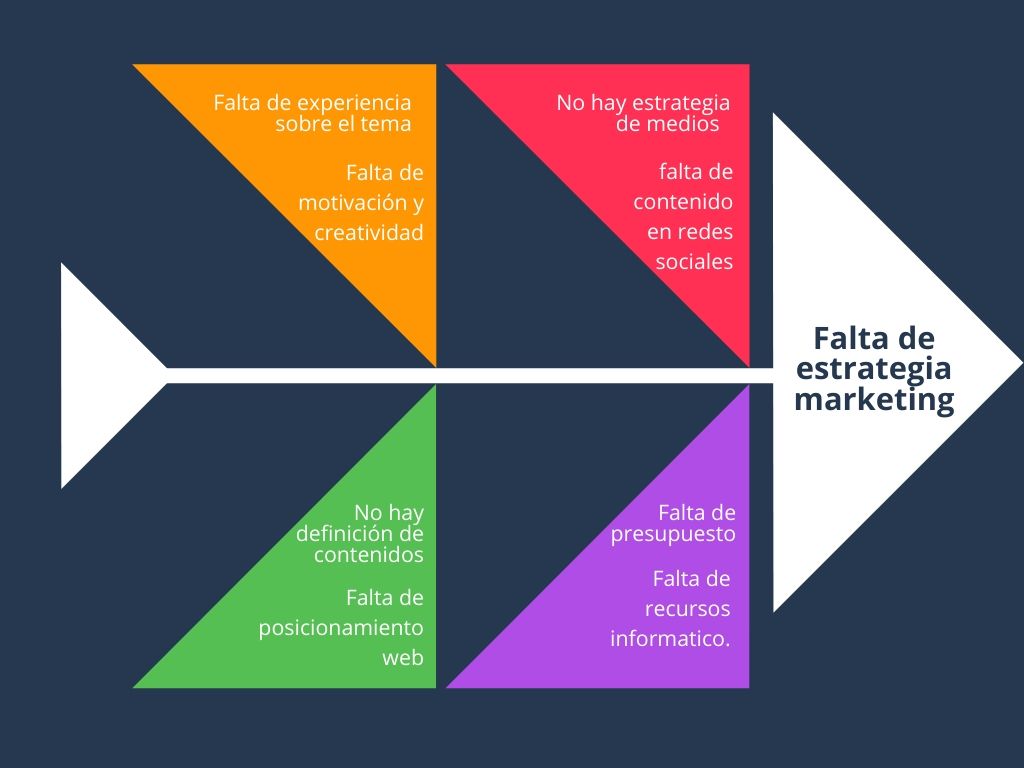 Falta de experiencia
sobre el tema
Falta de
motivación y
creatividad
No hay estrategia
de medios
falta de
contenido
en redes
sociales
Falta de
estrategia
marketing
No hay
definición de
contenidos
Falta de
posicionamiento
web
Falta de
presupuesto
Falta de
recursos
informatico.